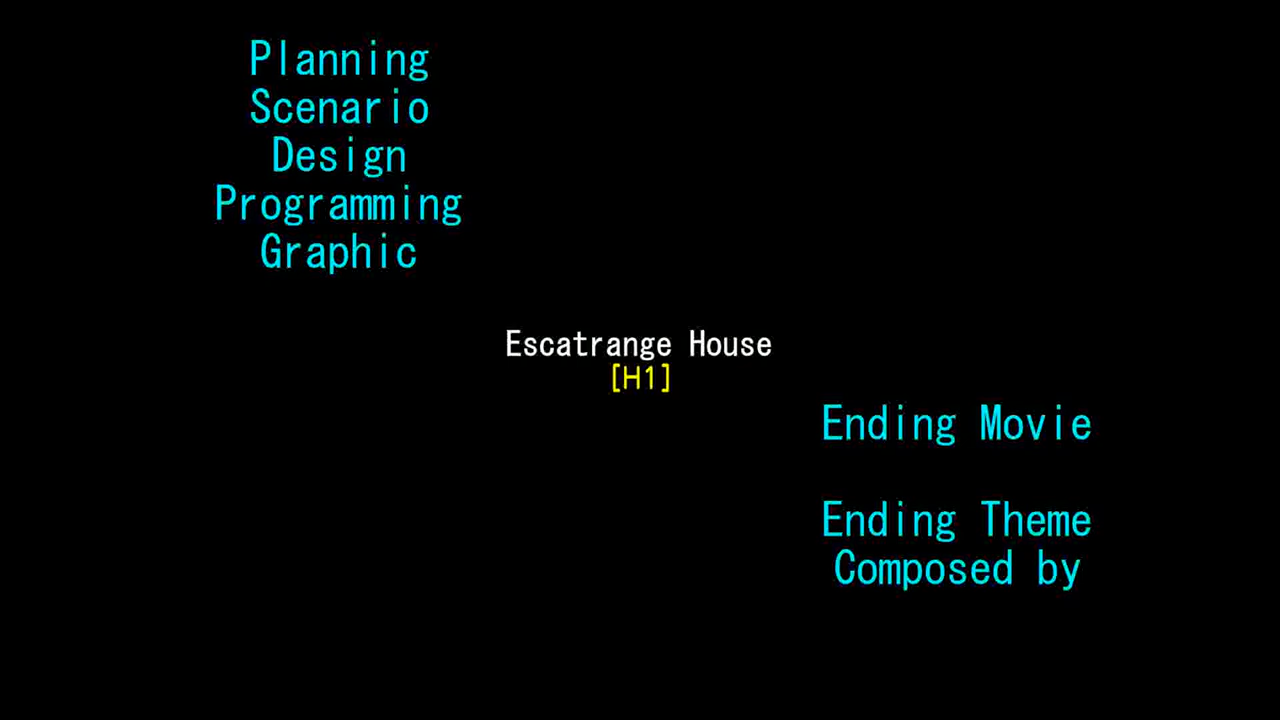 Planning
Scenario
Design
Programming
Graphic
Escatrange House
[H1]
Ending Movie
Ending Theme
Composed by